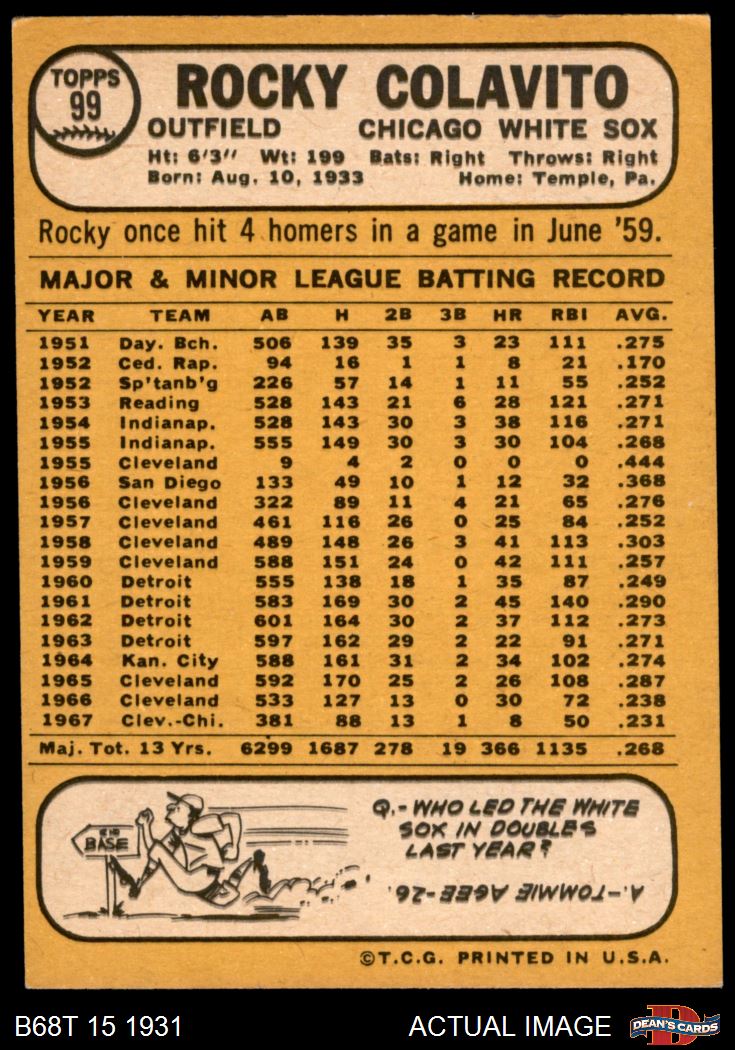 TOPPS
99
ROCKY COLAVITO
OUTFIELD CHICAGO WHITE SOX
Ht: 6'3" Wt: 199 Bats: Right Throws: Right
Born: Aug. 10, 1933 Home: Temple, Pa.
Rocky once hit 4 homers in a game in June '59.
MAJOR & MINOR LEAGUE BATTING RECORD
YEAR TEAM AB H 2B 3B HR RBI AVG.
1951 Day. Bch. 506 139 35 3 23 111 .275
1952 Ced. Rap. 94 16 1 1 8 21 .170
1952 Sp'tanb'g 226 57 14 1 11 55 .252
1953 Reading 528 143 21 6 28 121 .271
1954 Indianap. 528 143 30 3 38 116 .271
1955 Indianap. 555 149 30 3 30 104 .268
1955 Cleveland 9 4 2 0 0 0 .444
1956 San Diego 133 49 10 1 12 32 .368
1956 Cleveland 322 89 11 4 21 65 .276
1957 Cleveland 461 116 26 0 25 84 .252
1958 Cleveland 489 148 26 3 41 113 .303
1959 Cleveland 588 151 24 0 42 111 .257
1960 Detroit 555 138 18 1 35 87 .249
1961 Detroit 583 169 30 2 45 140 .290
1962 Detroit 601 164 30 2 37 112 .273
1963 Detroit 597 162 29 2 22 91 .271
1964 Kan. City 588 161 31 2 34 102 .274
1965 Cleveland 592 170 25 2 26 108 .287
1966 Cleveland 533 127 13 0 30 72 .238
1967 Clev.-Chi. 381 88 13 1 8 50 .231
Maj. Tot. 13 Yrs. 6299 1687 278 19 366 1135 .268
BASE
Q.-WHO LED THE WHITE
SOX IN DOUBLES
LAST YEAR?
A.-TOMMIE AGEE-26.
©T.C.G. PRINTED IN U.S.A.
B68T 15 1931 ACTUAL IMAGE
D
DEAN'S CARDS